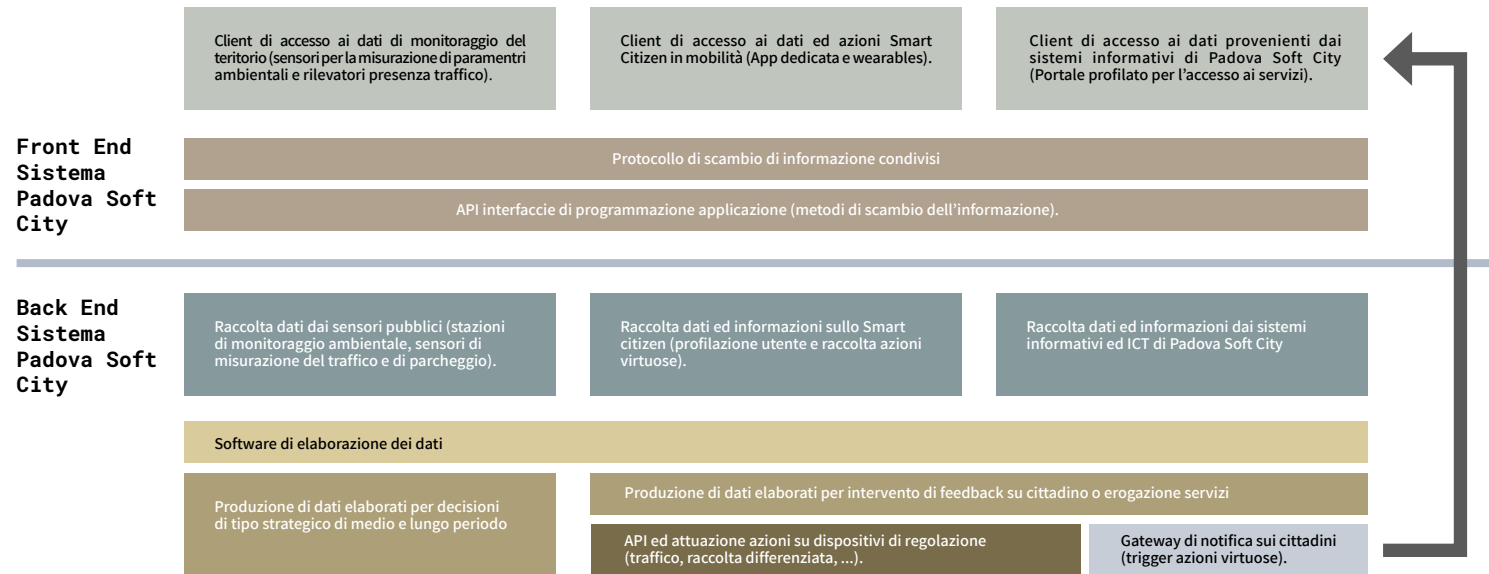 Client di accesso ai dati di monitoraggio del
teritorio (sensori per la misurazione di paramentri
ambientali e rilevatori presenza traffico).
Client di accesso ai dati ed azioni Smart
Citizen in mobilità (App dedicata e wearables).
Client di accesso ai dati provenienti dai
sistemi informativi di Padova Soft City
(Portale profilato per l'accesso ai servizi).
Front End
Sistema
Padova Soft
City
Protocollo di scambio di informazione condivisi
API interfaccie di programmazione applicazione (metodi di scambio dell'informazione).
Back End
Sistema
Padova Soft
City
Raccolta dati dai sensori pubblici (stazioni
di monitoraggio ambientale, sensori di
misurazione del traffico e di parcheggio).
Raccolta dati ed informazioni sullo Smart
citizen (profilazione utente e raccolta azioni
virtuose).
Raccolta dati ed informazioni dai sistemi
informativi ed ICT di Padova Soft City
Software di elaborazione dei dati
Produzione di dati elaborati per decisioni
di tipo strategico di medio e lungo periodo
Produzione di dati elaborati per intervento di feedback su cittadino o erogazione servizi
API ed attuazione azioni su dispositivi di regolazione
(traffico, raccolta differenziata, ...).
Gateway di notifica sui cittadini
(trigger azioni virtuose).